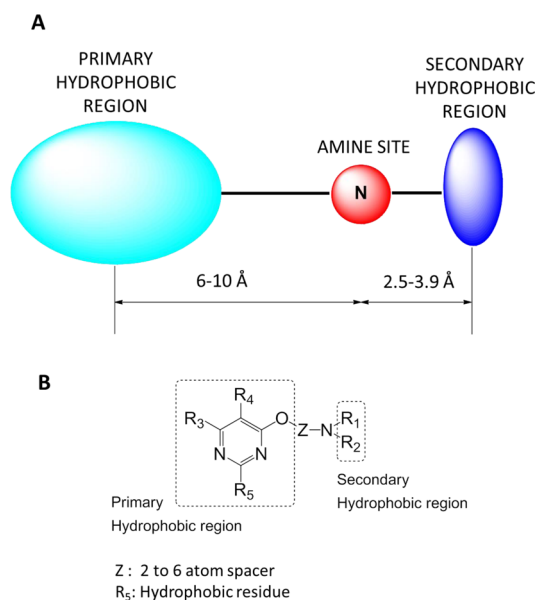 A
PRIMARY
HYDROPHOBIC
REGION
SECONDARY
HYDROPHOBIC
REGION
AMINE SITE
N
6-10 Å
2.5-3.9 Å
B
R₄
R₃
O
Z–N
R₁
R₂
N
N
R₅
Primary
Hydrophobic region
Secondary
Hydrophobic region
Z : 2 to 6 atom spacer
R₅: Hydrophobic residue